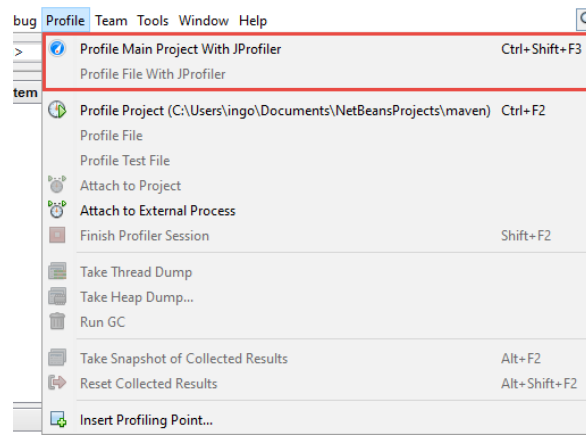 bug Profile Team Tools Window Help
>
Profile Main Project With JProfiler Ctrl+Shift+F3
Profile File With JProfiler
tem
Profile Project (C:\Users\ingo\Documents\NetBeansProjects\maven) Ctrl+F2
Profile File
Profile Test File
Attach to Project
Attach to External Process
Finish Profiler Session Shift+F2
Take Thread Dump
Take Heap Dump...
Run GC
Take Snapshot of Collected Results Alt+F2
Reset Collected Results Alt+Shift+F2
Insert Profiling Point...